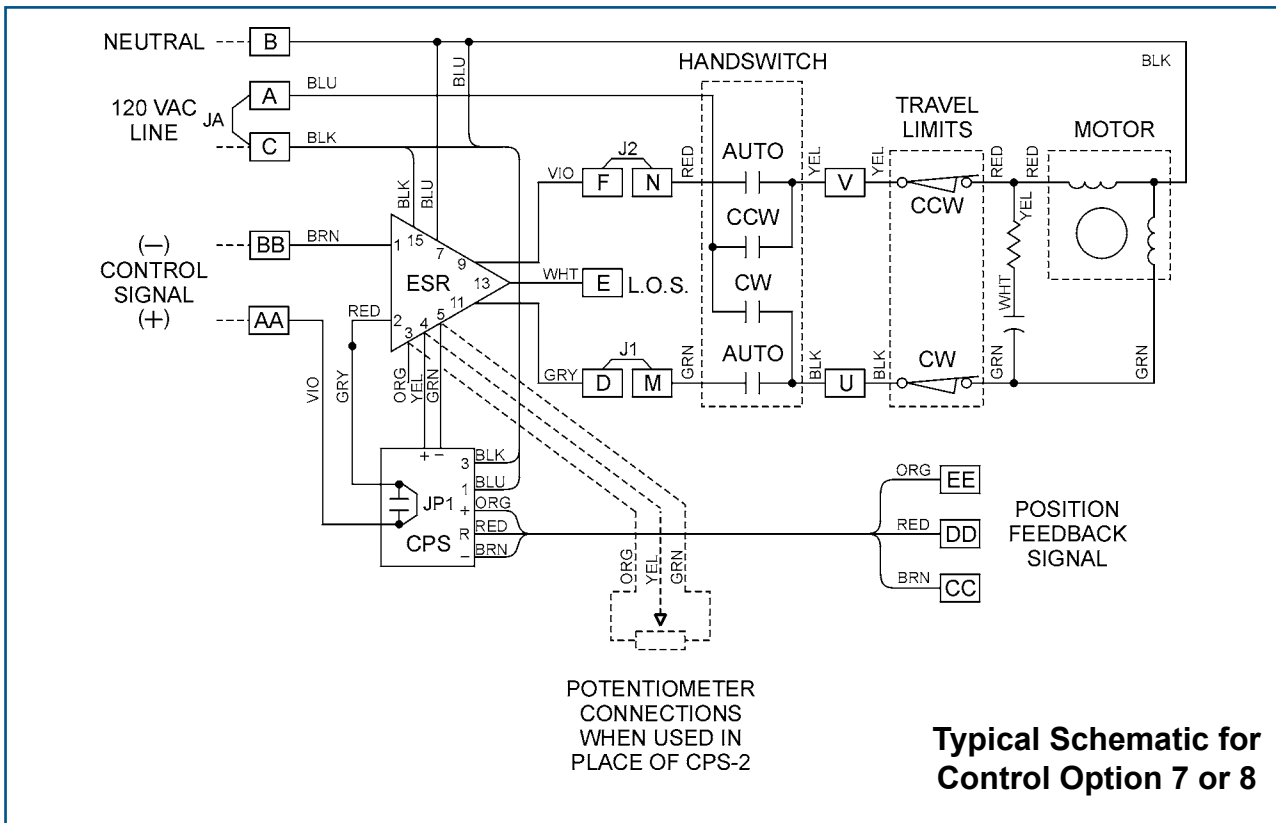 NEUTRAL
B
BLU
BLK
HANDSWITCH
120 VAC
LINE
JA
A
BLU
C
BLK
TRAVEL
LIMITS
MOTOR
J2
AUTO
VIO
F
N
RED
YEL
V
YEL
RED
RED
BLK
BLU
CCW
CCW
YEL
(–)
CONTROL
SIGNAL
(+)
BB
BRN
1
15
7
9
ESR
13
WHT
E
L.O.S.
CW
11
WHT
AA
RED
2
3
4
5
J1
AUTO
CW
GRY
D
M
GRN
BLK
U
BLK
GRN
GRN
VIO
GRY
ORG
YEL
GRN
+ –
3
BLK
1
BLU
JP1
+
ORG
CPS
R
RED
–
BRN
ORG
EE
RED
DD
BRN
CC
POSITION
FEEDBACK
SIGNAL
ORG
YEL
GRN
POTENTIOMETER
CONNECTIONS
WHEN USED IN
PLACE OF CPS-2
Typical Schematic for
Control Option 7 or 8